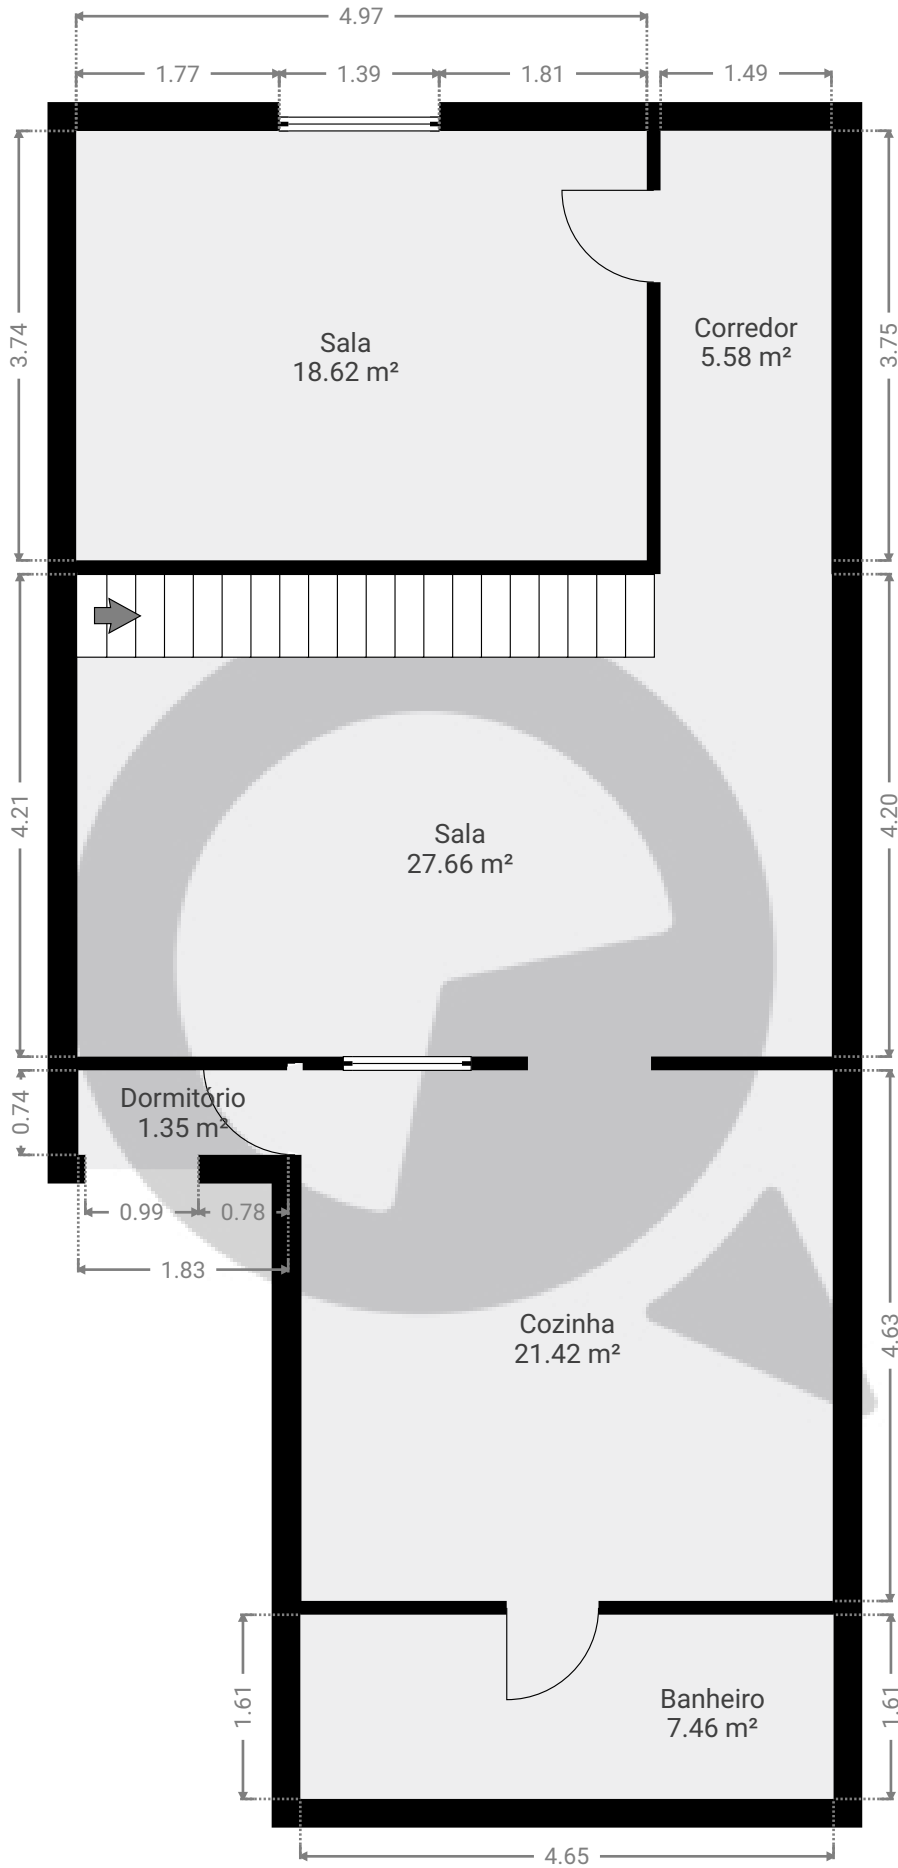 4.97
1.77
1.39
1.81
1.49
3.74
3.75
Sala
18.62 m²
Corredor
5.58 m²
4.21
4.20
Sala
27.66 m²
0.74
Dormitório
1.35 m²
0.99
0.78
1.83
Cozinha
21.42 m²
4.63
1.61
1.61
Banheiro
7.46 m²
4.65